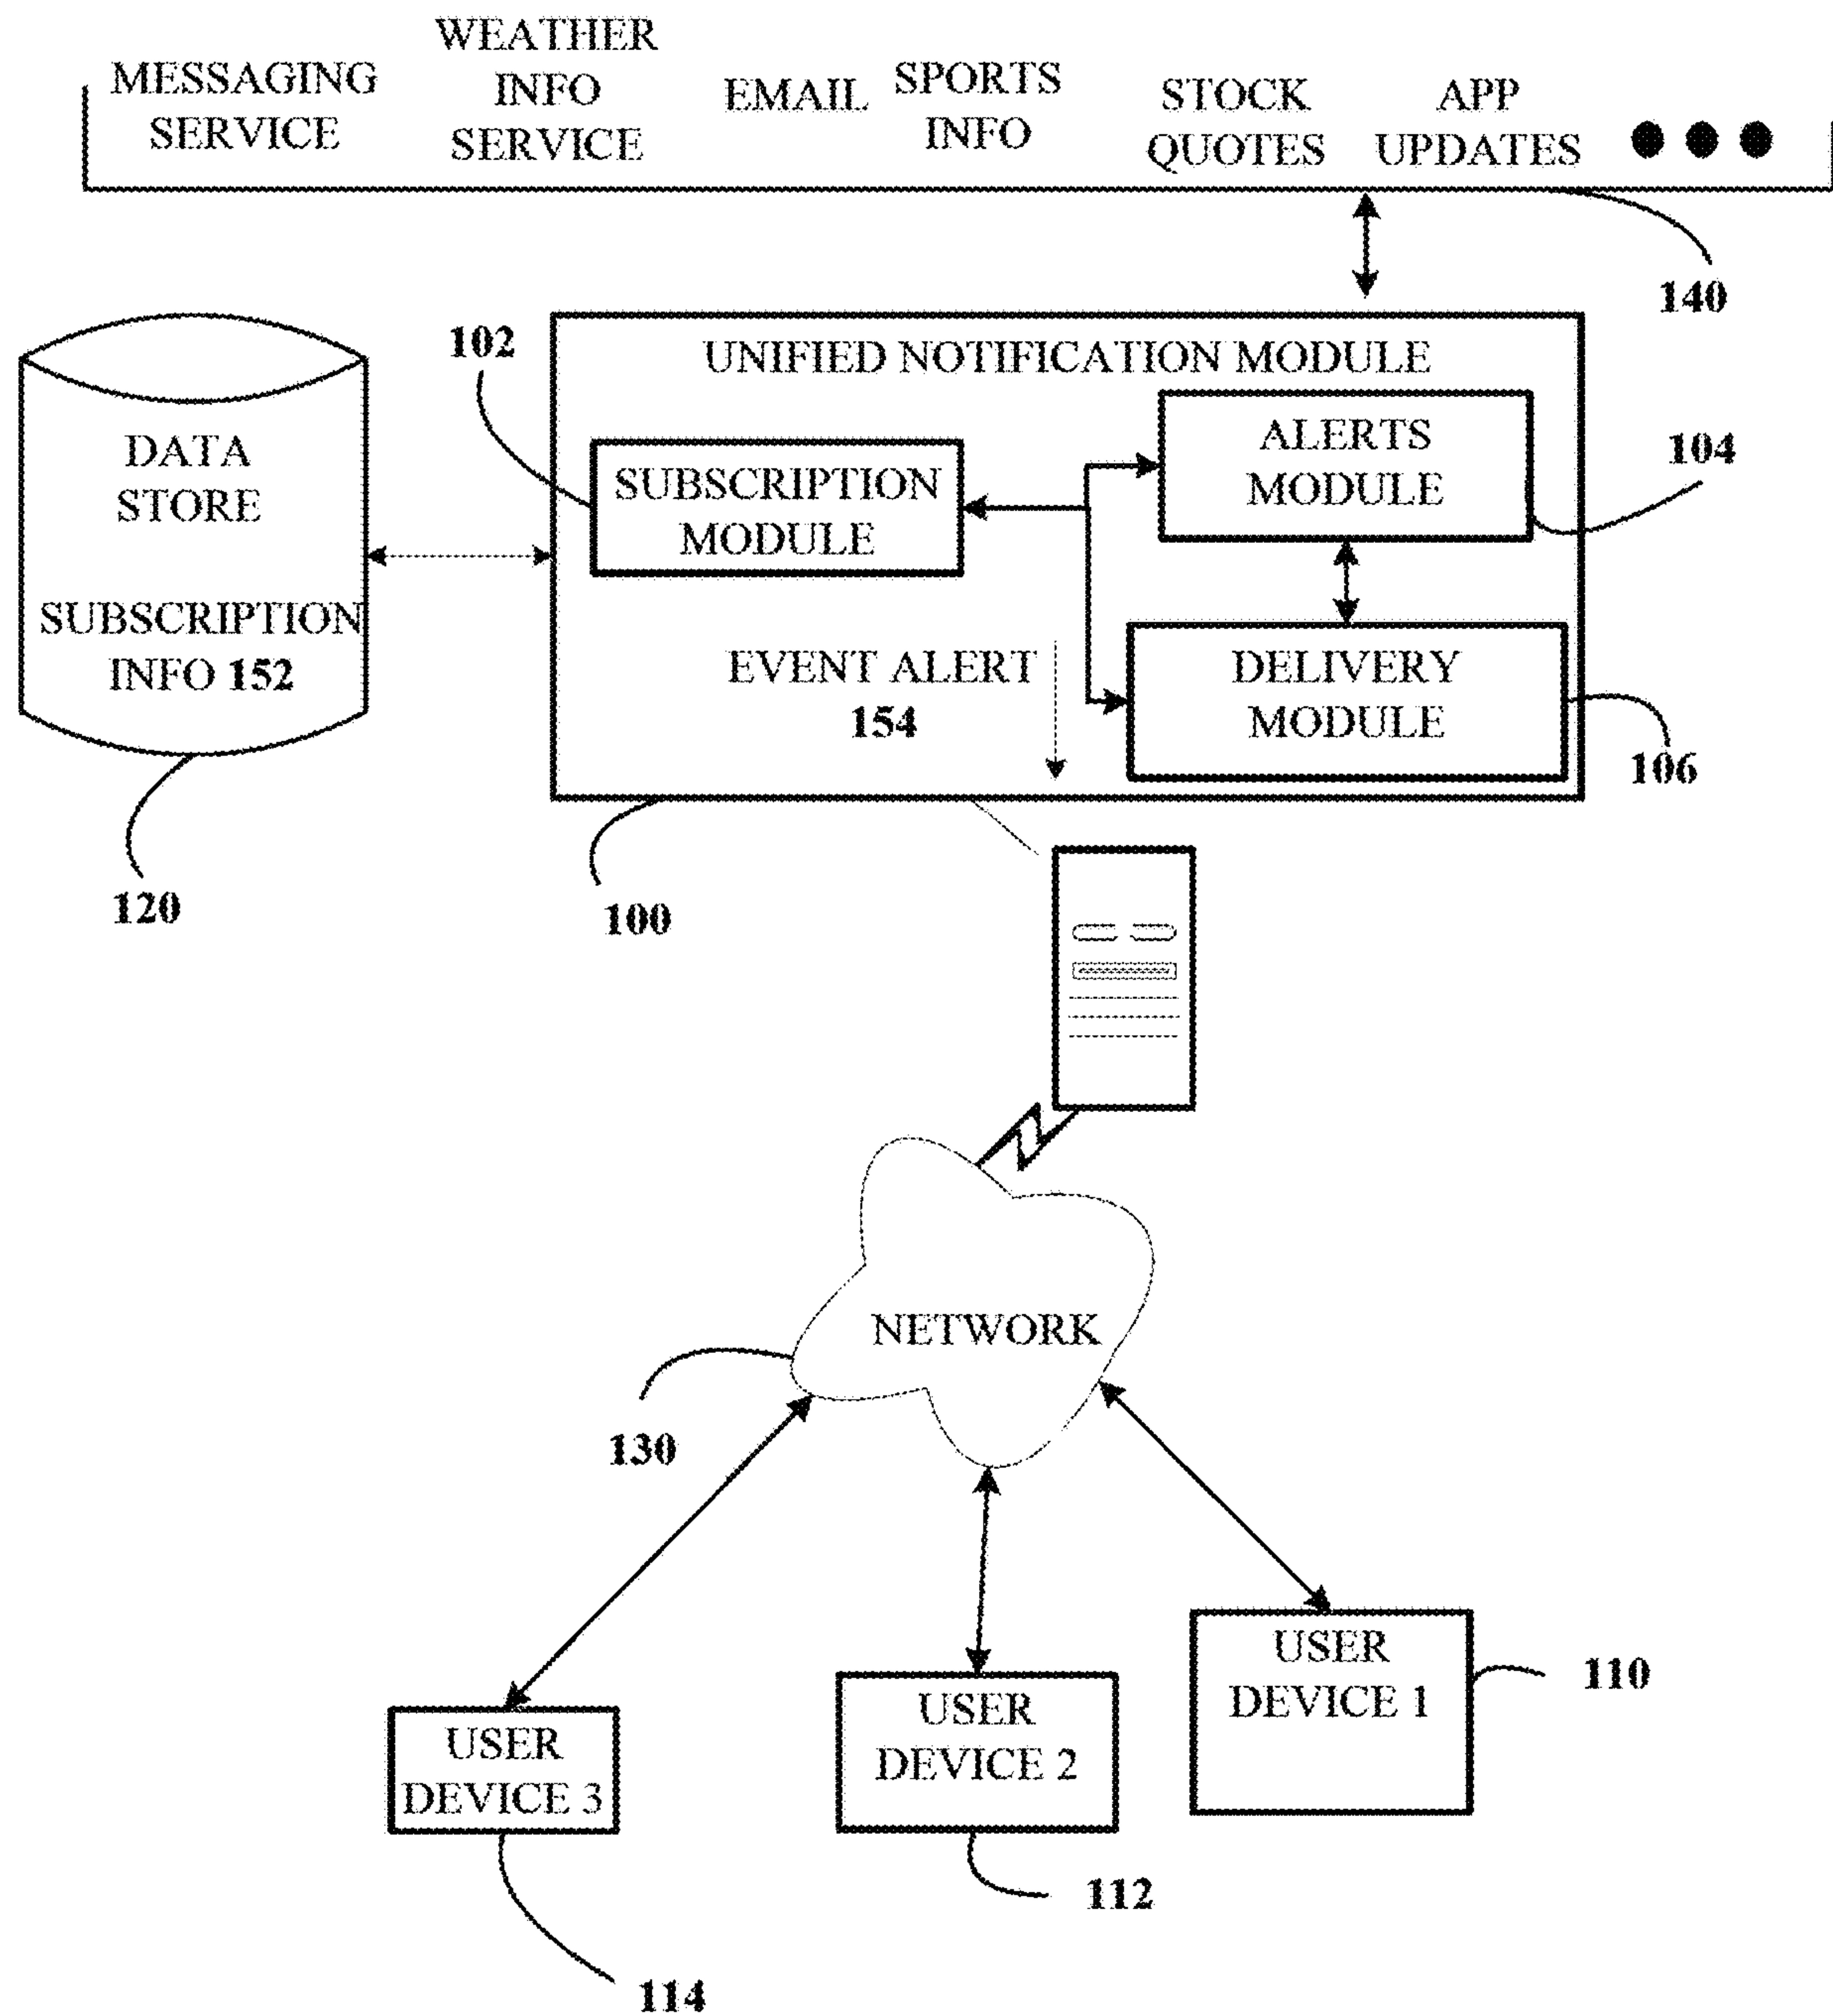 MESSAGING
SERVICE
WEATHER
INFO
SERVICE
EMAIL
SPORTS
INFO
STOCK
QUOTES
APP
UPDATES
140
DATA
STORE
SUBSCRIPTION
INFO 152
120
102
UNIFIED NOTIFICATION MODULE
SUBSCRIPTION
MODULE
ALERTS
MODULE
104
EVENT ALERT
154
DELIVERY
MODULE
106
100
NETWORK
130
USER
DEVICE 1
110
USER
DEVICE 2
112
USER
DEVICE 3
114